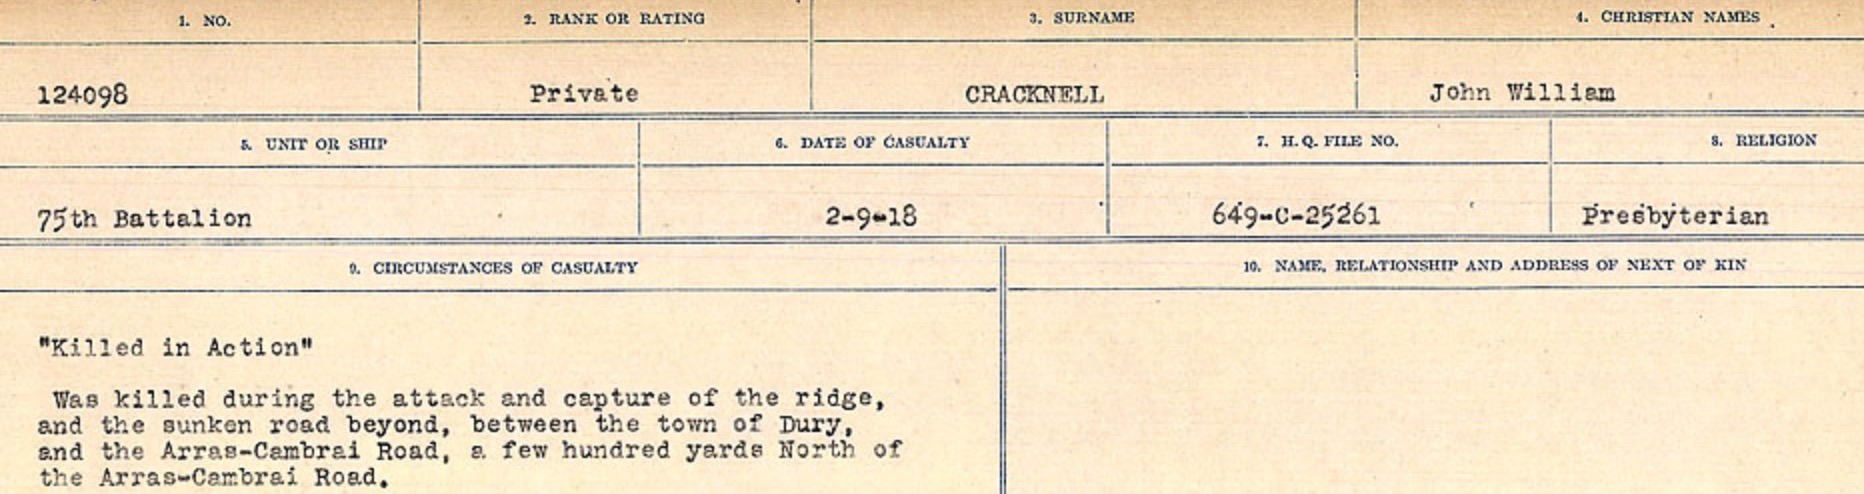 1. NO. 2. RANK OR RATING 3. SURNAME 4. CHRISTIAN NAMES
124098 Private CRACKNELL John William
5. UNIT OR SHIP 6. DATE OF CASUALTY 7. H.Q. FILE NO. 8. RELIGION
75th Battalion 2-9-18 649-C-25261 Presbyterian
9. CIRCUMSTANCES OF CASUALTY 10. NAME, RELATIONSHIP AND ADDRESS OF NEXT OF KIN
"Killed in Action"
Was killed during the attack and capture of the ridge,
and the sunken road beyond, between the town of Dury,
and the Arras-Cambrai Road, a few hundred yards North of
the Arras-Cambrai Road.